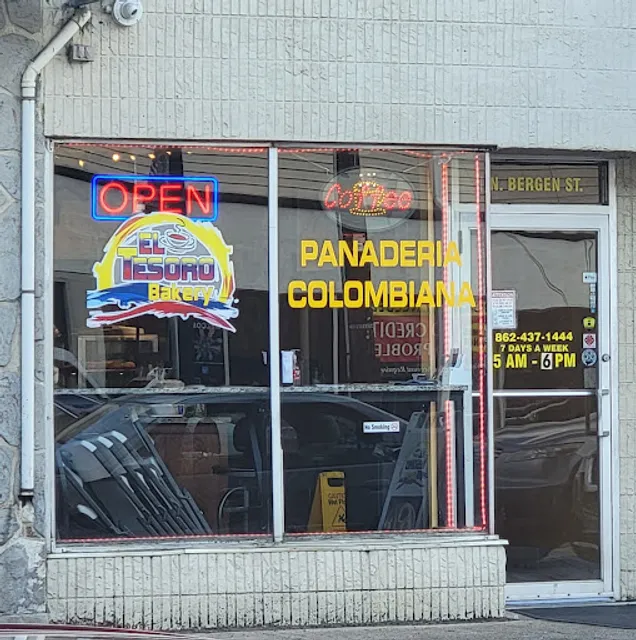 OPEN
EL
TESORO
Bakery
Coffee
PANADERIA
COLOMBIANA
CREDIT
PROBLE
No Smoking
CAUTION
N. BERGEN ST.
862-437-1444
7 DAYS A WEEK
5 AM - 6 PM